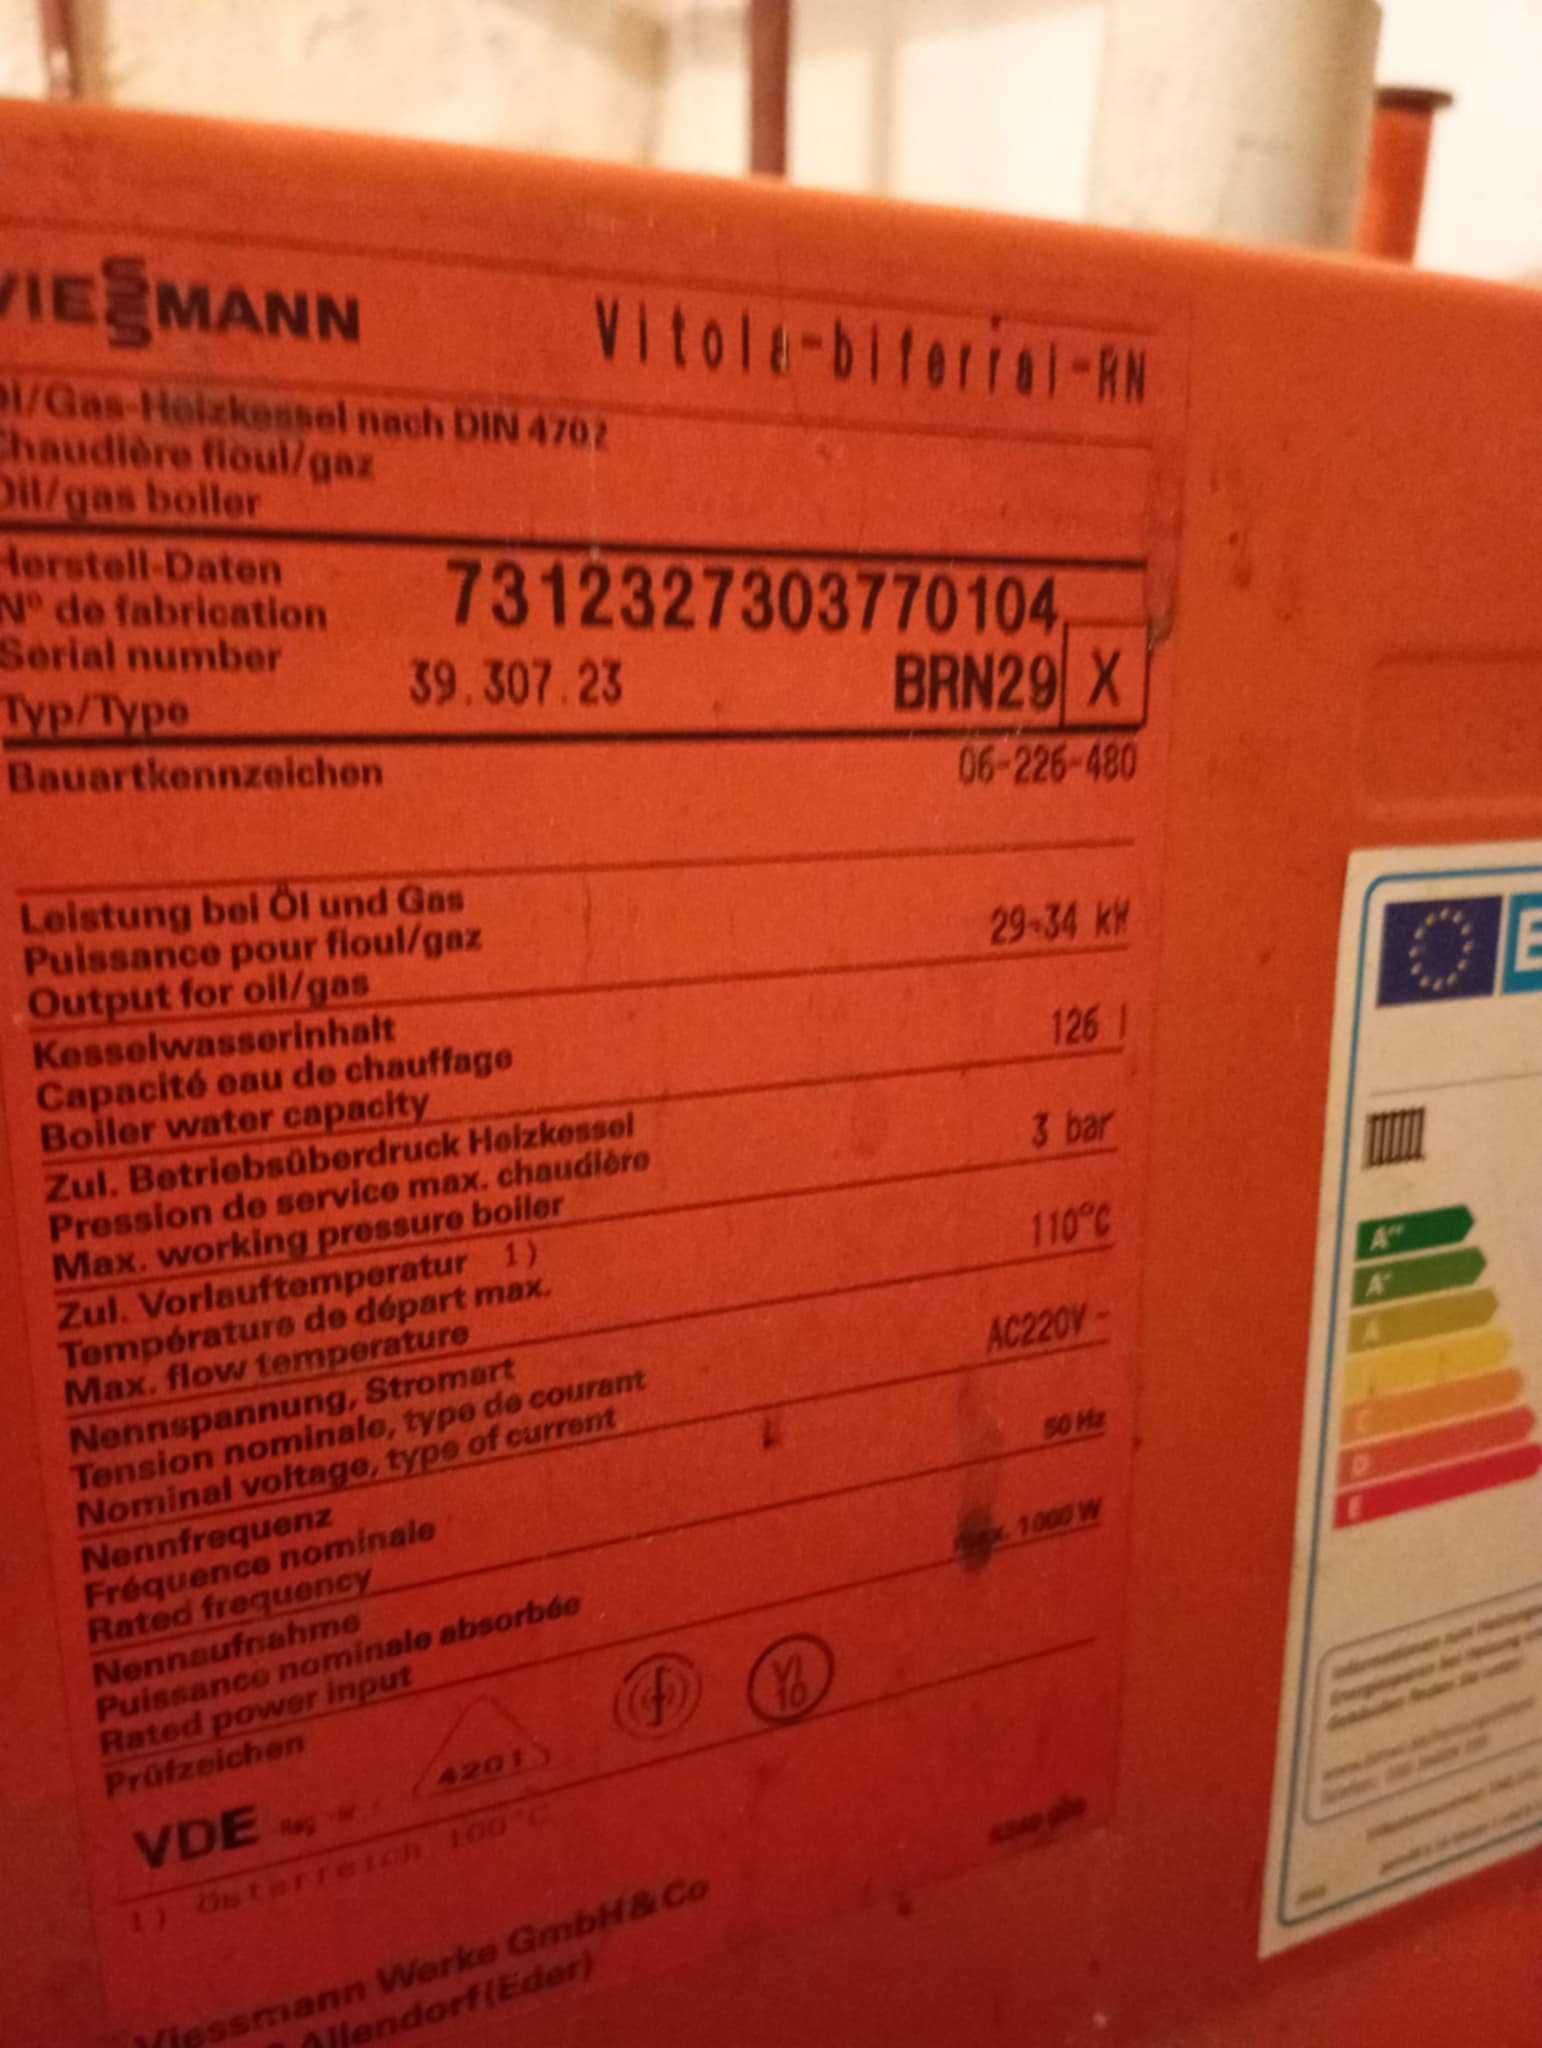 VIESSMANN Vitola-biferral-RN
Öl/Gas-Heizkessel nach DIN 4702
Chaudière fioul/gaz
Oil/gas boiler
Herstell-Daten 7312327303770104
N° de fabrication
Serial number 39.307.23 BRN29 X
Typ/Type
Bauartkennzeichen 06-226-480
Leistung bei Öl und Gas 29-34 kW
Puissance pour fioul/gaz
Output for oil/gas
Kesselwasserinhalt 126 l
Capacité eau de chauffage
Boiler water capacity
Zul. Betriebsüberdruck Heizkessel 3 bar
Pression de service max. chaudière
Max. working pressure boiler
Zul. Vorlauftemperatur 1) 110°C
Température de départ max.
Max. flow temperature
Nennspannung, Stromart AC220V~
Tension nominale, type de courant
Nominal voltage, type of current
Nennfrequenz 50 Hz
Fréquence nominale
Rated frequency
Nennaufnahme max. 1000 W
Puissance nominale absorbée
Rated power input
Prüfzeichen
4201
VI
10
VDE Reg
1) Österreich 100°C
Viessmann Werke GmbH & Co
Allendorf(Eder)
E
A++
A+
A
C
D
E